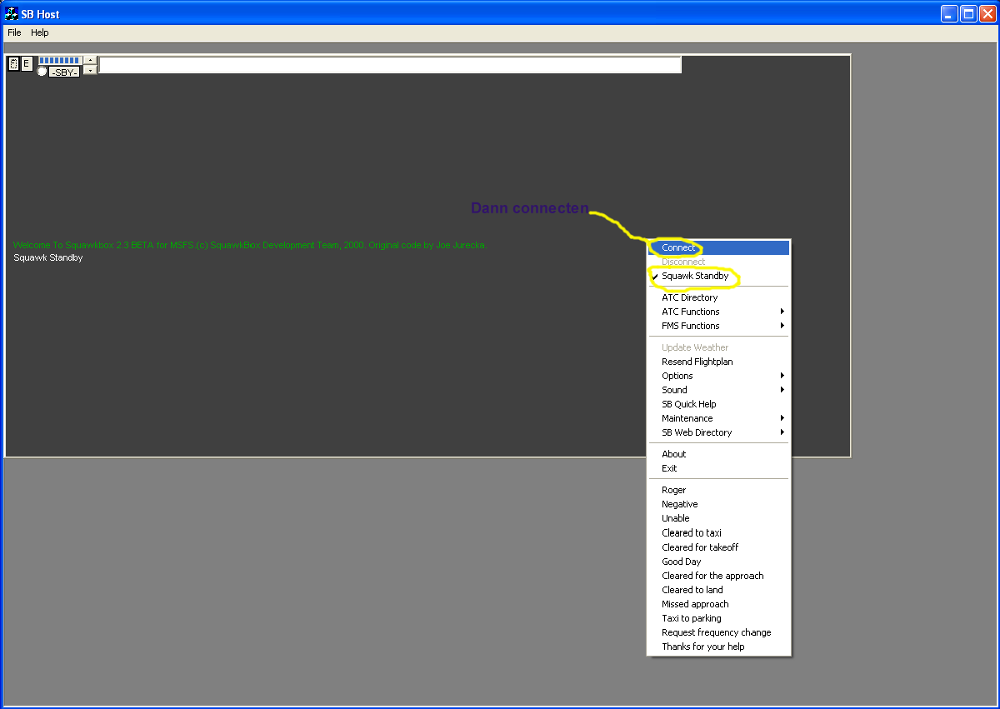 SB Host
File Help
E
-SBY-
Dann connecten
Welcome To Squawkbox 2.3 BETA for MSFS (c) SquawkBox Development Team, 2000. Original code by Joe Jurecka.
Squawk Standby
Connect
Disconnect
Squawk Standby
ATC Directory
ATC Functions
FMS Functions
Update Weather
Resend Flightplan
Options
Sound
SB Quick Help
Maintenance
SB Web Directory
About
Exit
Roger
Negative
Unable
Cleared to taxi
Cleared for takeoff
Good Day
Cleared for the approach
Cleared to land
Missed approach
Taxi to parking
Request frequency change
Thanks for your help